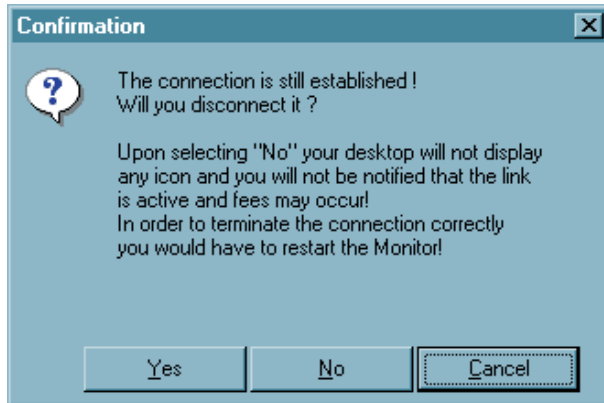 Confirmation
The connection is still established !
Will you disconnect it ?
Upon selecting "No" your desktop will not display
any icon and you will not be notified that the link
is active and fees may occur!
In order to terminate the connection correctly
you would have to restart the Monitor!
Yes No Cancel